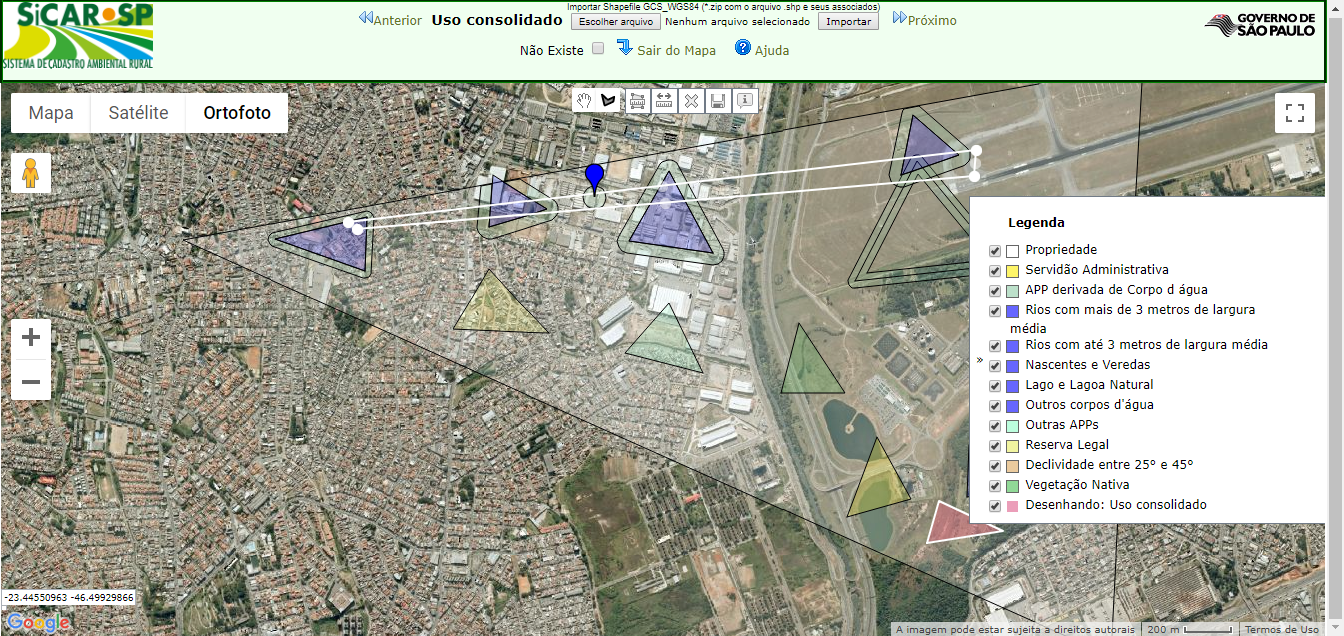 SiCAR•SP
SISTEMA DE CADASTRO AMBIENTAL RURAL
Importar Shapefile GCS_WGS84 (*.zip com o arquivo .shp e seus associados)
Anterior Uso consolidado Escolher arquivo Nenhum arquivo selecionado Importar Próximo
Não Existe Sair do Mapa Ajuda
GOVERNO DE
SÃO PAULO
Mapa Satélite Ortofoto
Legenda
Propriedade
Servidão Administrativa
APP derivada de Corpo d água
Rios com mais de 3 metros de largura
média
Rios com até 3 metros de largura média
»
Nascentes e Veredas
Lago e Lagoa Natural
Outros corpos d'água
Outras APPs
Reserva Legal
Declividade entre 25º e 45º
Vegetação Nativa
Desenhando: Uso consolidado
-23.44550963 -46.49929866
Google
A imagem pode estar sujeita a direitos autorais 200 m Termos de Uso